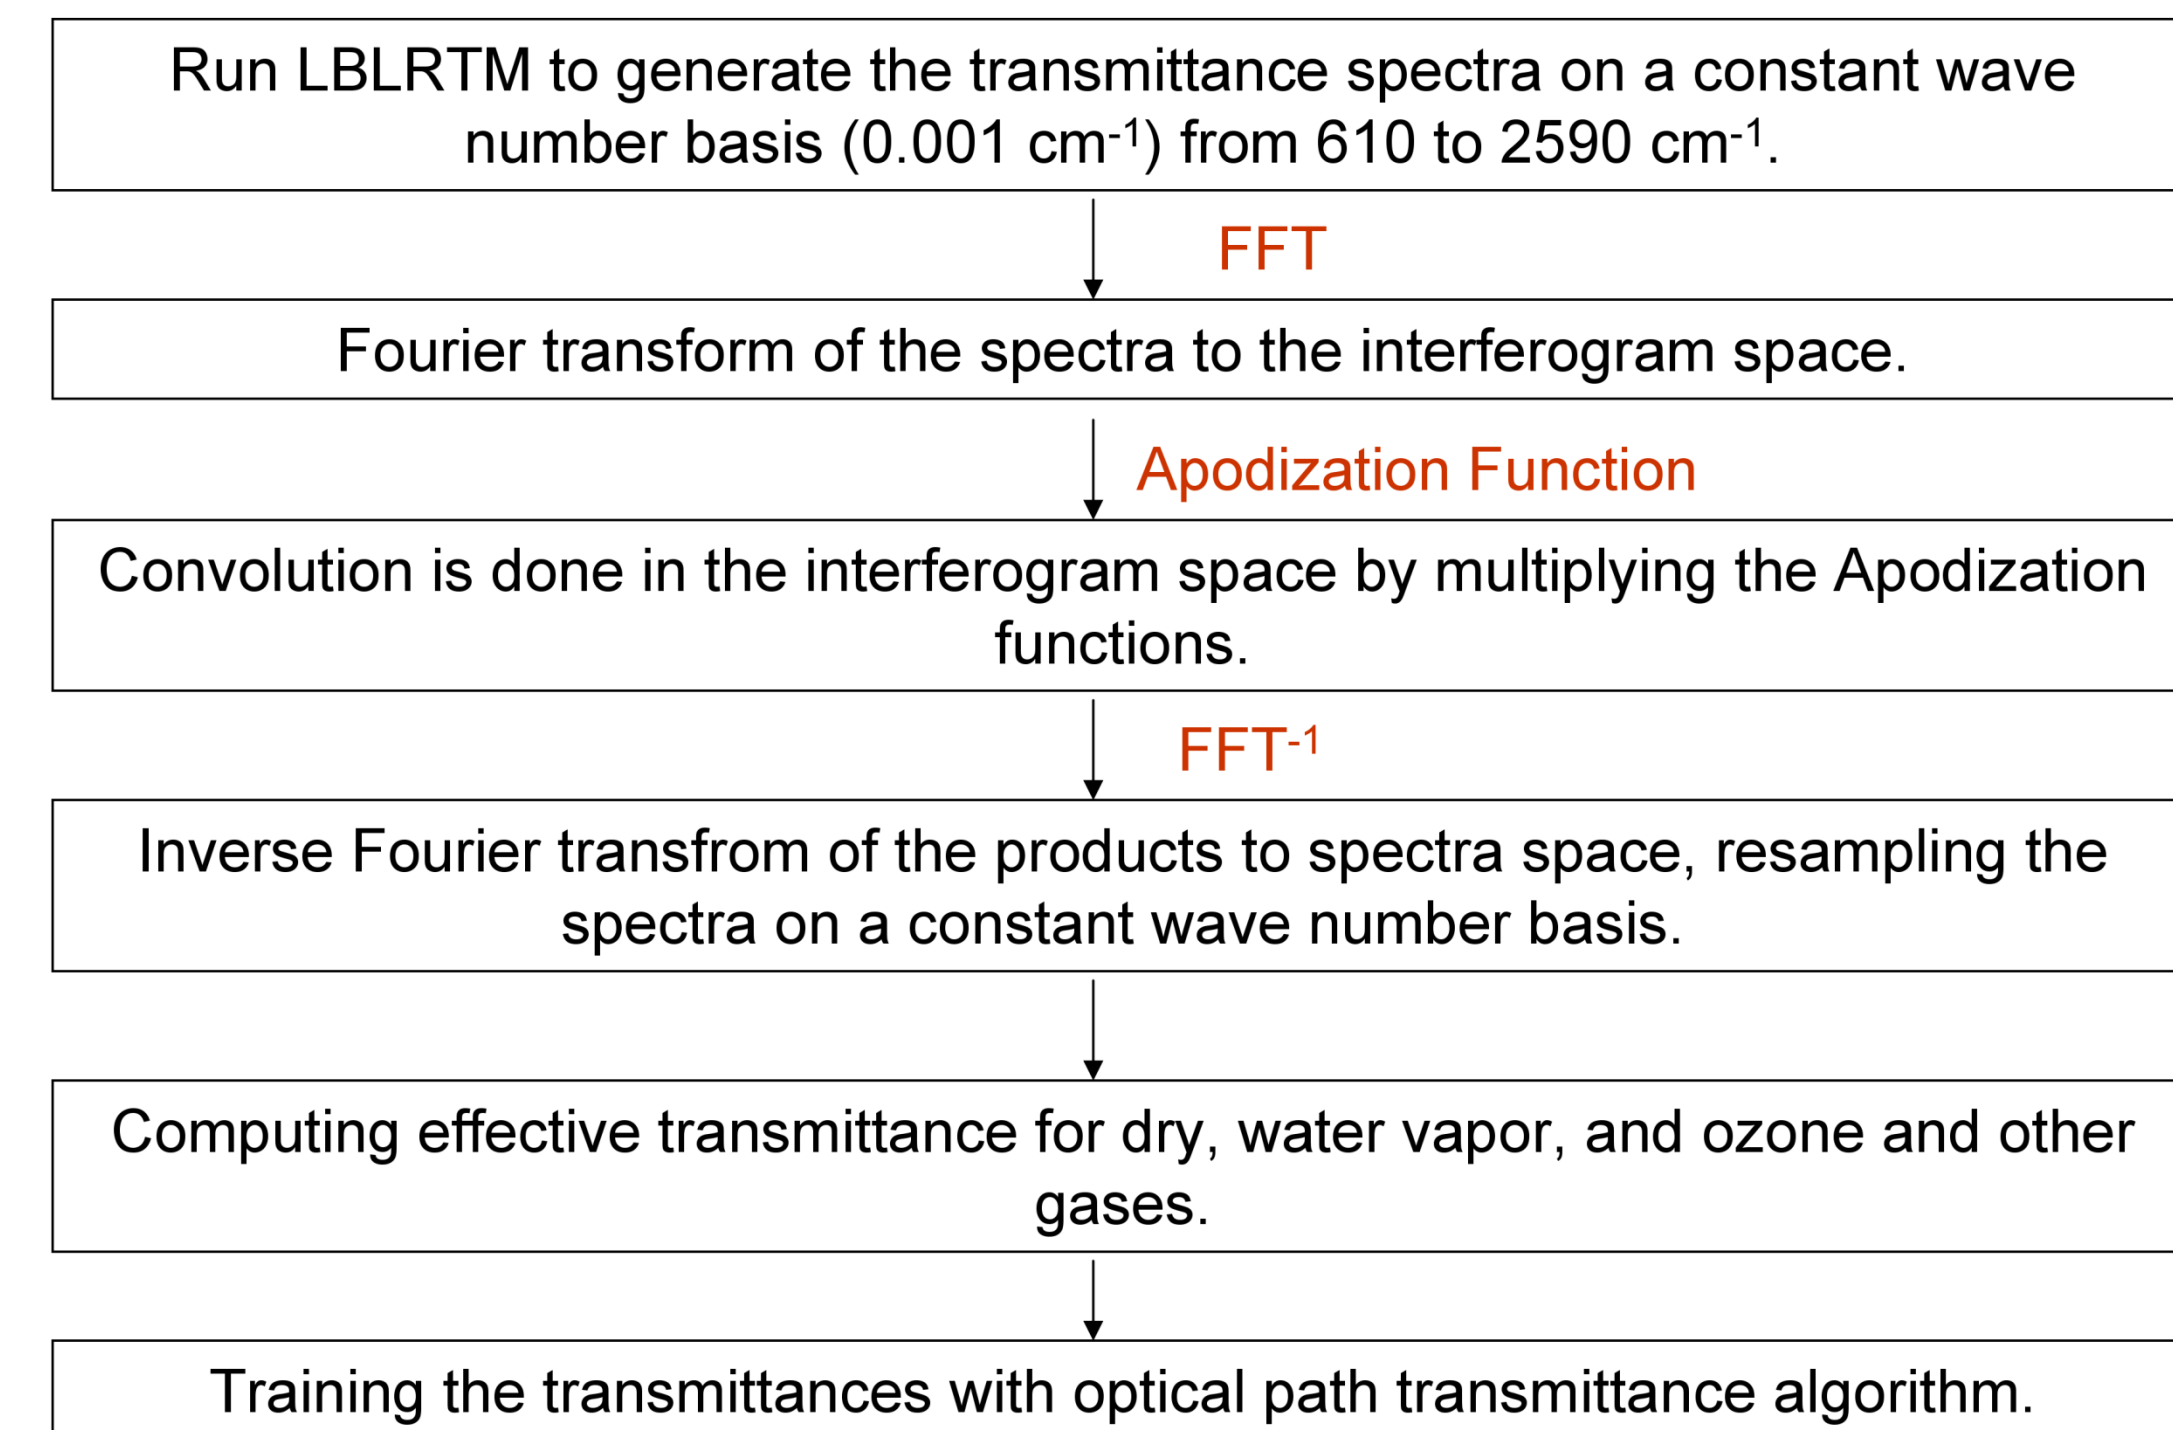 Run LBLRTM to generate the transmittance spectra on a constant wave
number basis (0.001 cm-1) from 610 to 2590 cm-1.
FFT
Fourier transform of the spectra to the interferogram space.
Apodization Function
Convolution is done in the interferogram space by multiplying the Apodization
functions.
FFT-1
Inverse Fourier transfrom of the products to spectra space, resampling the
spectra on a constant wave number basis.
Computing effective transmittance for dry, water vapor, and ozone and other
gases.
Training the transmittances with optical path transmittance algorithm.